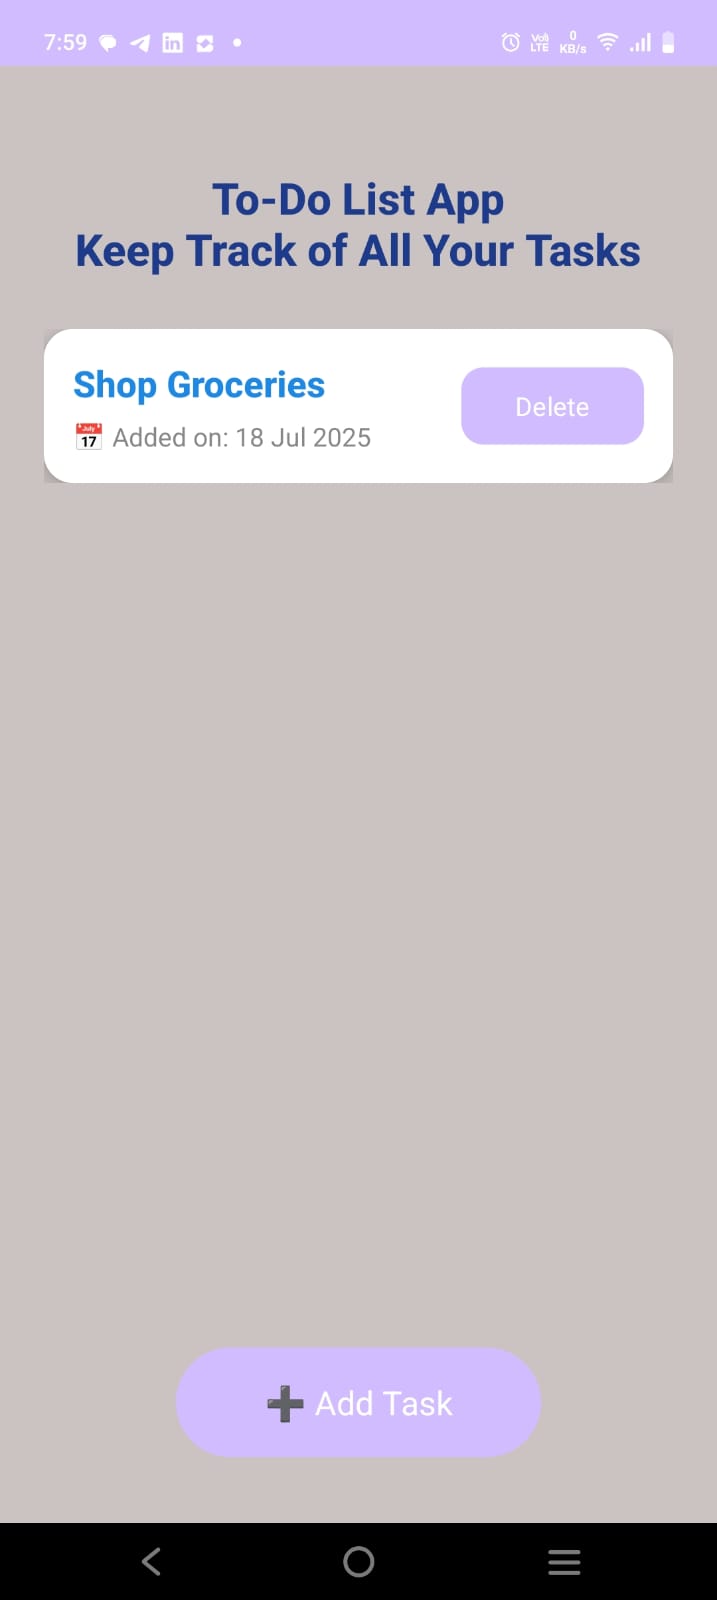 7:59
Vo))
LTE
0
KB/s
To-Do List App
Keep Track of All Your Tasks
Shop Groceries
Delete
July
17
Added on: 18 Jul 2025
➕ Add Task